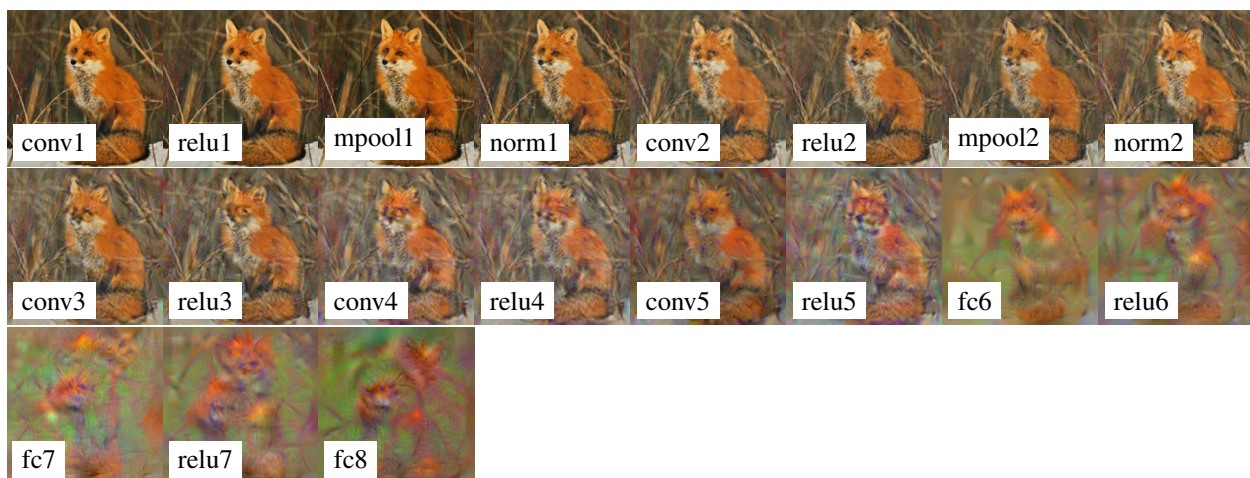 conv1 relu1 mpool1 norm1 conv2 relu2 mpool2 norm2
conv3 relu3 conv4 relu4 conv5 relu5 fc6 relu6
fc7 relu7 fc8